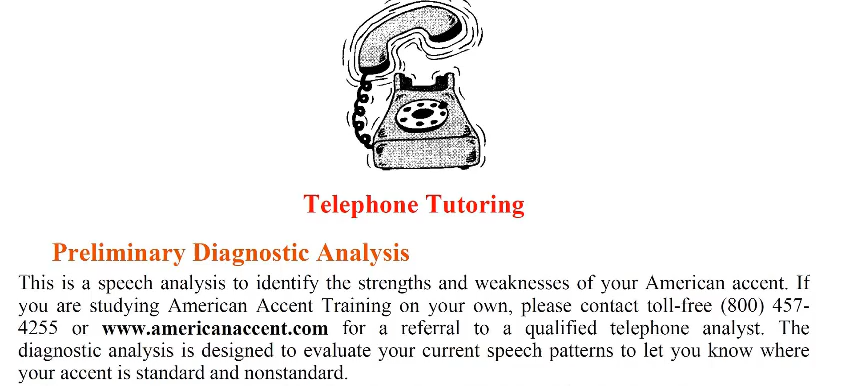 Telephone Tutoring
Preliminary Diagnostic Analysis
This is a speech analysis to identify the strengths and weaknesses of your American accent. If
you are studying American Accent Training on your own, please contact toll-free (800) 457-
4255 or www.americanaccent.com for a referral to a qualified telephone analyst. The
diagnostic analysis is designed to evaluate your current speech patterns to let you know where
your accent is standard and nonstandard.